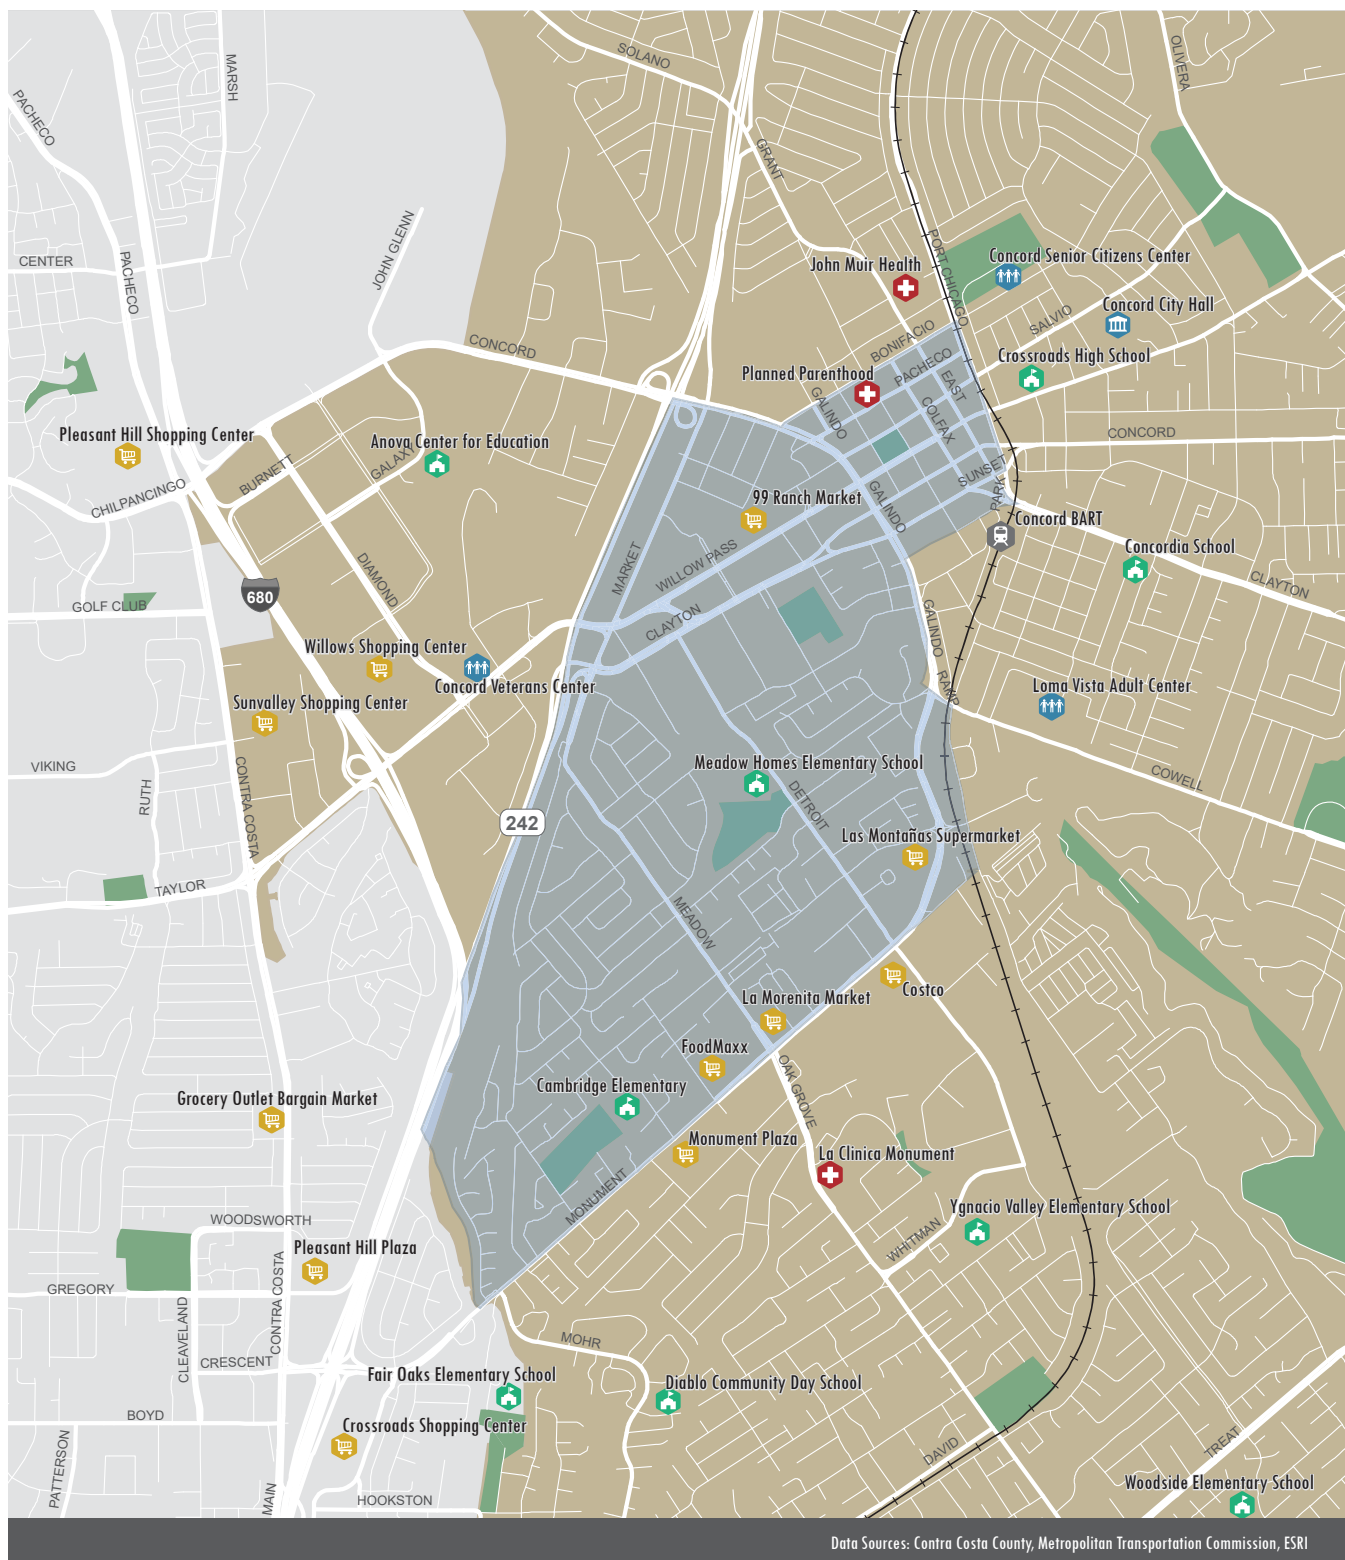 SOLANO
OLIVERA
MARSH
PACHECO
GRANT
JOHN GLENN
PORT CHICAGO
CENTER
PACHECO
John Muir Health
Concord Senior Citizens Center
Concord City Hall
SALVIO
BONIFACIO
CONCORD
PACHECO
Crossroads High School
Planned Parenthood
EAST
GALINDO
COLFAX
Pleasant Hill Shopping Center
Anova Center for Education
CONCORD
GALAXY
BURNETT
SUNSET
CHILPANCINGO
99 Ranch Market
GALINDO
PARK
Concord BART
Concordia School
WILLOW PASS
MARKET
DIAMOND
CLAYTON
680
GOLF CLUB
CLAYTON
GALINDO
Willows Shopping Center
Concord Veterans Center
RAMP
Loma Vista Adult Center
Sunvalley Shopping Center
VIKING
CONTRA COSTA
RUTH
Meadow Homes Elementary School
COWELL
DETROIT
242
Las Montañas Supermarket
TAYLOR
MEADOW
Costco
La Morenita Market
FoodMaxx
OAK GROVE
Cambridge Elementary
Grocery Outlet Bargain Market
Monument Plaza
La Clinica Monument
MONUMENT
Ygnacio Valley Elementary School
WOODSWORTH
WHITMAN
Pleasant Hill Plaza
GREGORY
CONTRA COSTA
CLEAVELAND
MOHR
CRESCENT
Fair Oaks Elementary School
Diablo Community Day School
BOYD
Crossroads Shopping Center
PATTERSON
DAVID
TREAT
Woodside Elementary School
MAIN
HOOKSTON
Data Sources: Contra Costa County, Metropolitan Transportation Commission, ESRI